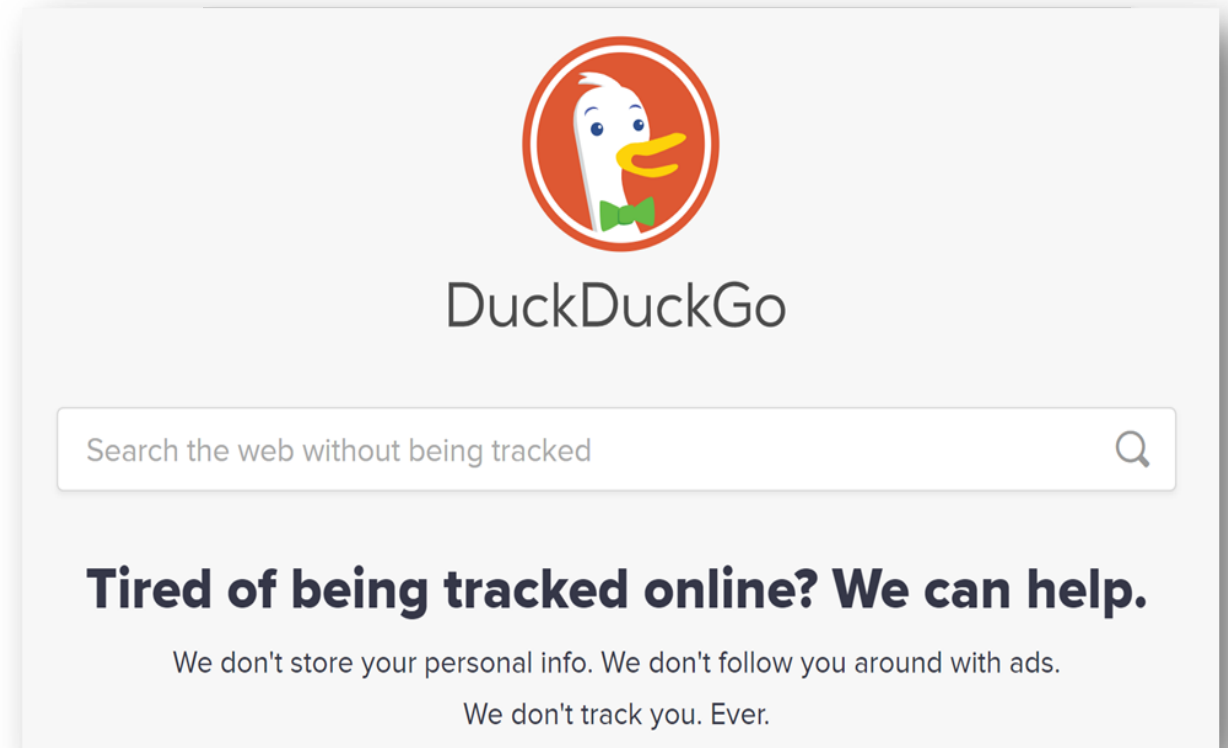 DuckDuckGo
Search the web without being tracked
Tired of being tracked online? We can help.
We don't store your personal info. We don't follow you around with ads.
We don't track you. Ever.